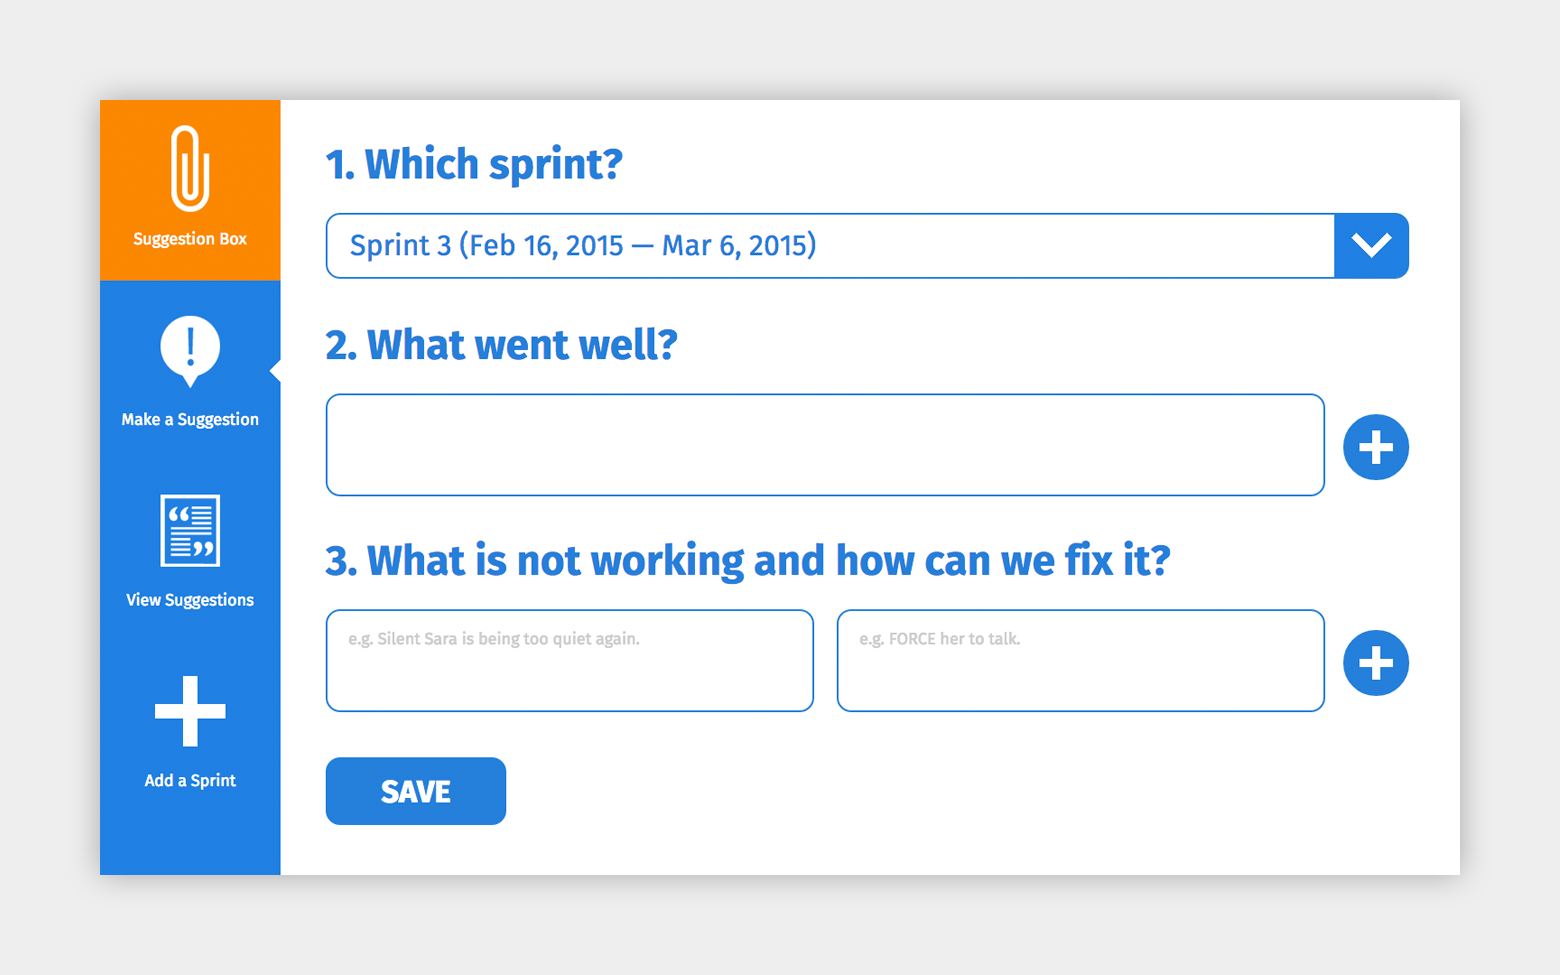 Suggestion Box
Make a Suggestion
View Suggestions
Add a Sprint
1. Which sprint?
Sprint 3 (Feb 16, 2015 — Mar 6, 2015)
2. What went well?
3. What is not working and how can we fix it?
e.g. Silent Sara is being too quiet again.
e.g. FORCE her to talk.
SAVE